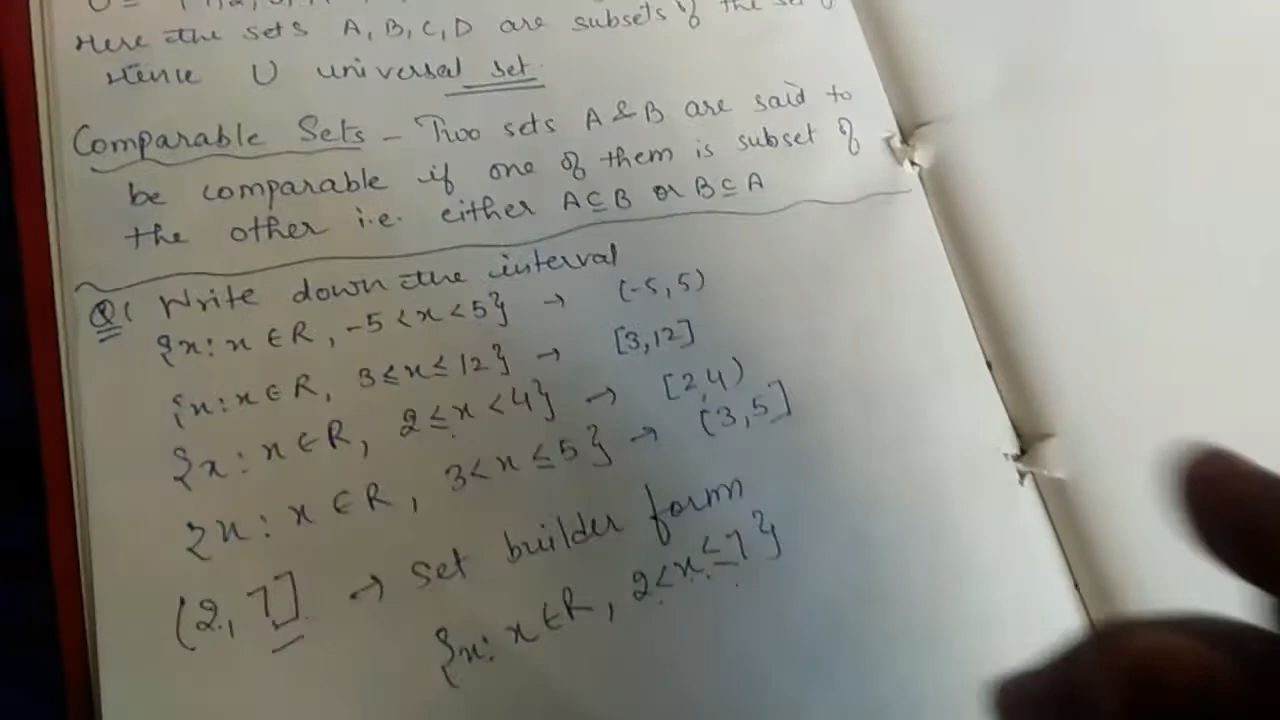 Here the sets A, B, C, D are subsets of the set U
Hence U universal set.
Comparable Sets - Two sets A & B are said to
be comparable if one of them is subset of
the other i.e. either A⊆B or B⊆A
Q1 Write down the interval
{x: x ∈ R, -5 < x < 5} → (-5, 5)
{x: x ∈ R, 3 ≤ x ≤ 12} → [3, 12]
{x: x ∈ R, 2 ≤ x < 4} → [2, 4)
{x: x ∈ R, 3 < x ≤ 5} → (3, 5]
(2, 7] → set builder form
{x: x ∈ R, 2 < x ≤ 7}